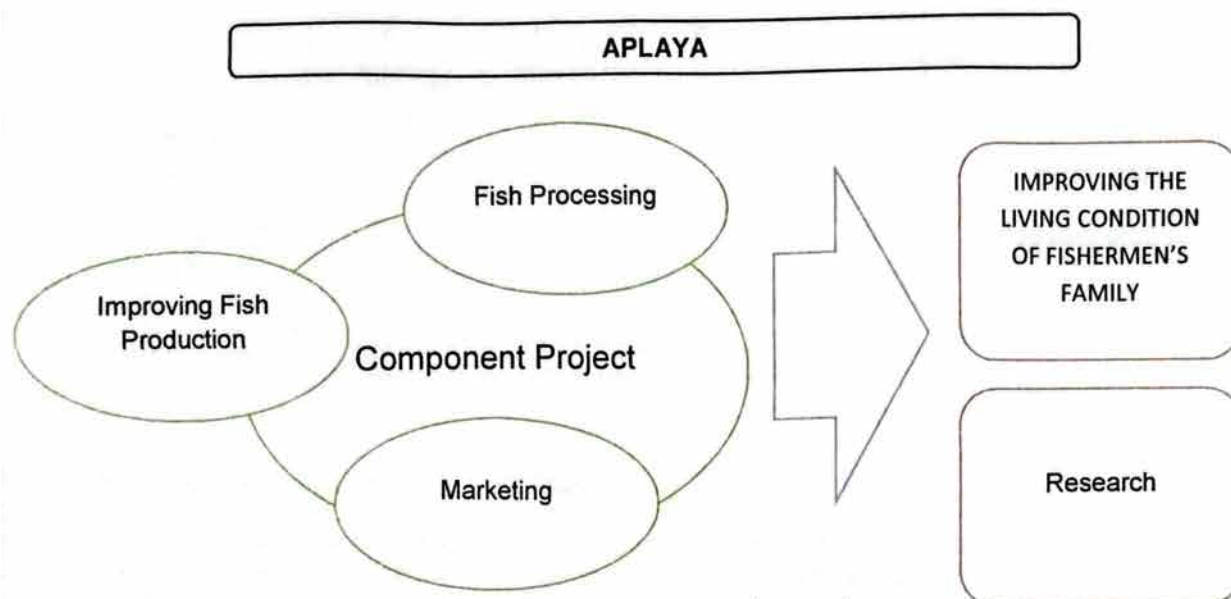 APLAYA
Fish Processing
Improving Fish
Production
Component Project
Marketing
IMPROVING THE
LIVING CONDITION
OF FISHERMEN'S
FAMILY
Research